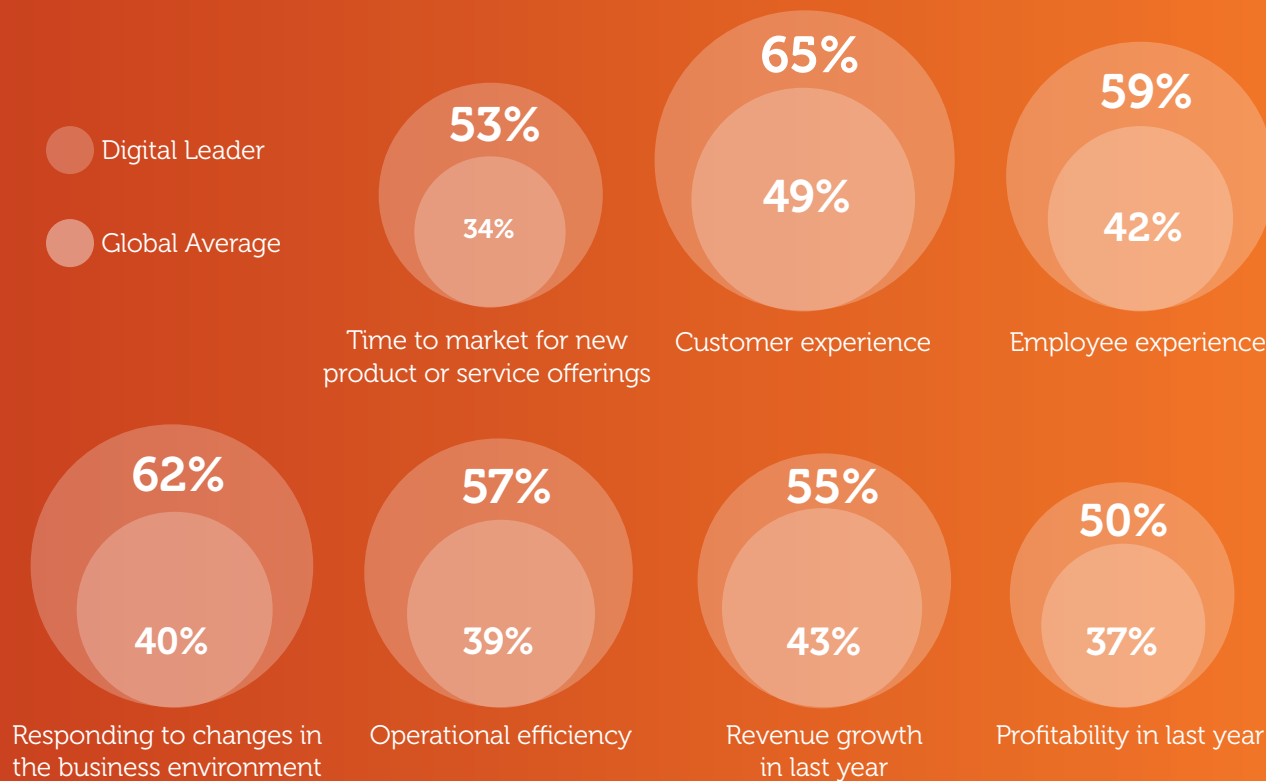 Digital Leader
Global Average
53%
34%
Time to market for new
product or service offerings
65%
49%
Customer experience
59%
42%
Employee experience
62%
40%
Responding to changes in
the business environment
57%
39%
Operational efficiency
55%
43%
Revenue growth
in last year
50%
37%
Profitability in last year